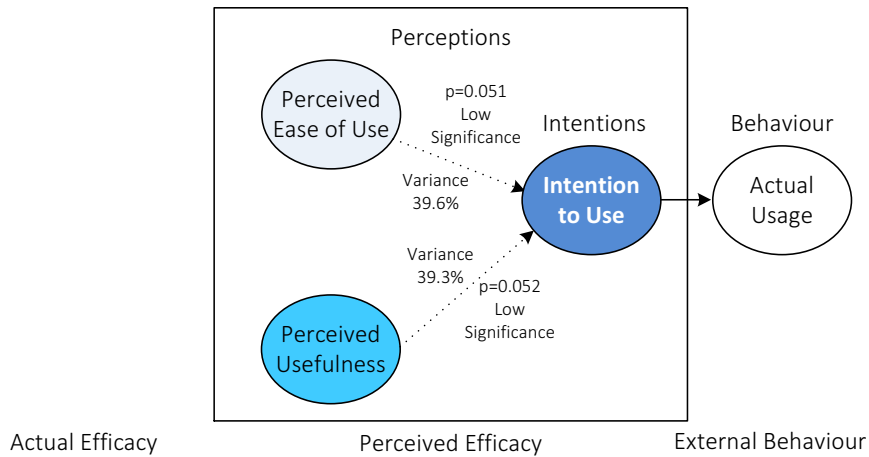 Perceptions
Perceived
Ease of Use
p=0.051
Low
Significance
Variance
39.6%
Intentions
Intention
to Use
Behaviour
Actual
Usage
Variance
39.3%
p=0.052
Low
Significance
Perceived
Usefulness
Actual Efficacy
Perceived Efficacy
External Behaviour